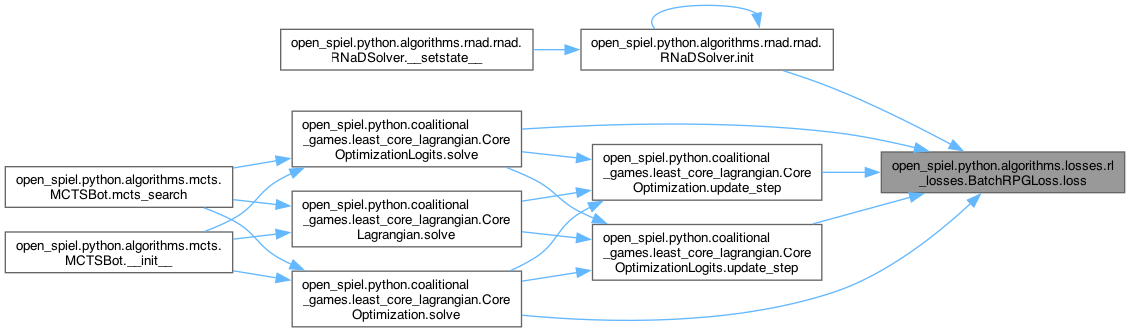 open_spiel.python.algorithms.rnad.rnad.
RNaDSolver.__setstate__
open_spiel.python.algorithms.rnad.rnad.
RNaDSolver.init
open_spiel.python.coalitional
_games.least_core_lagrangian.Core
OptimizationLogits.solve
open_spiel.python.coalitional
_games.least_core_lagrangian.Core
Optimization.update_step
open_spiel.python.algorithms.losses.rl
_losses.BatchRPGLoss.loss
open_spiel.python.algorithms.mcts.
MCTSBot.mcts_search
open_spiel.python.coalitional
_games.least_core_lagrangian.Core
Lagrangian.solve
open_spiel.python.algorithms.mcts.
MCTSBot.__init__
open_spiel.python.coalitional
_games.least_core_lagrangian.Core
OptimizationLogits.update_step
open_spiel.python.coalitional
_games.least_core_lagrangian.Core
Optimization.solve